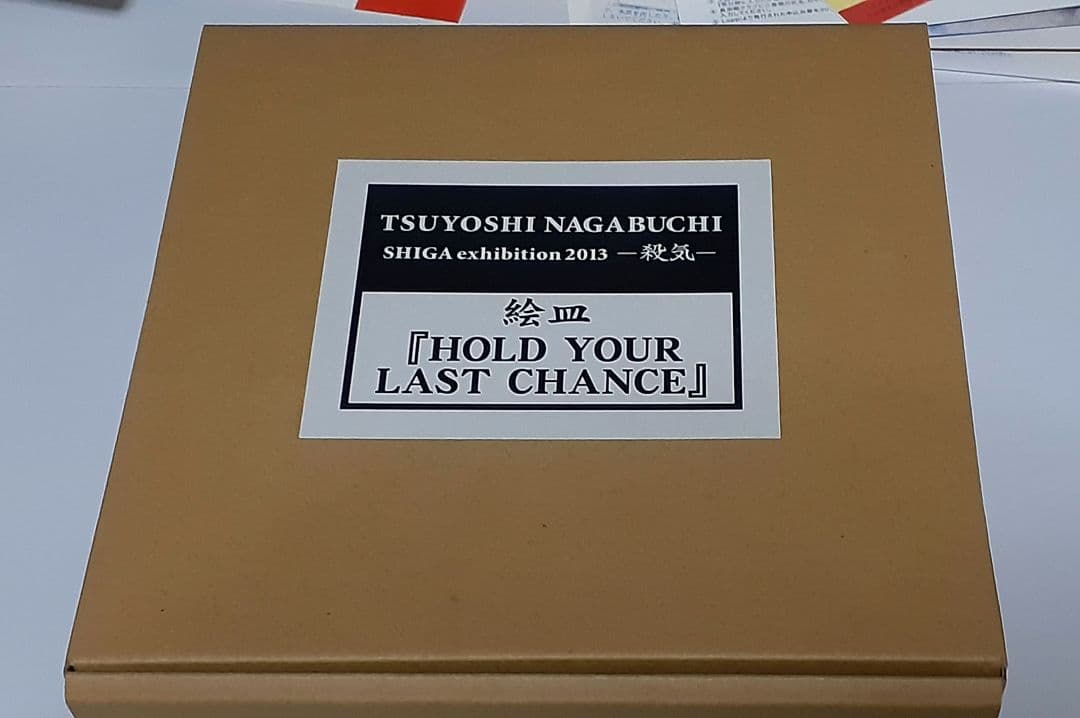 TSUYOSHI NAGABUCHI
SHIGA exhibition 2013 ―殺気―
絵皿
『HOLD YOUR
LAST CHANCE』